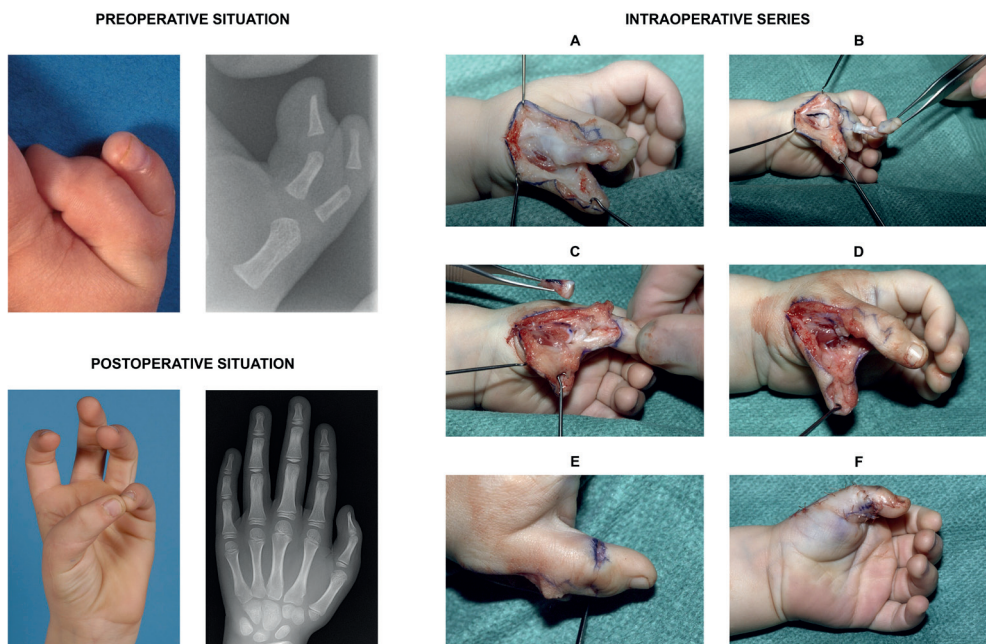 PREOPERATIVE SITUATION
INTRAOPERATIVE SERIES
A
B
C
D
POSTOPERATIVE SITUATION
E
F